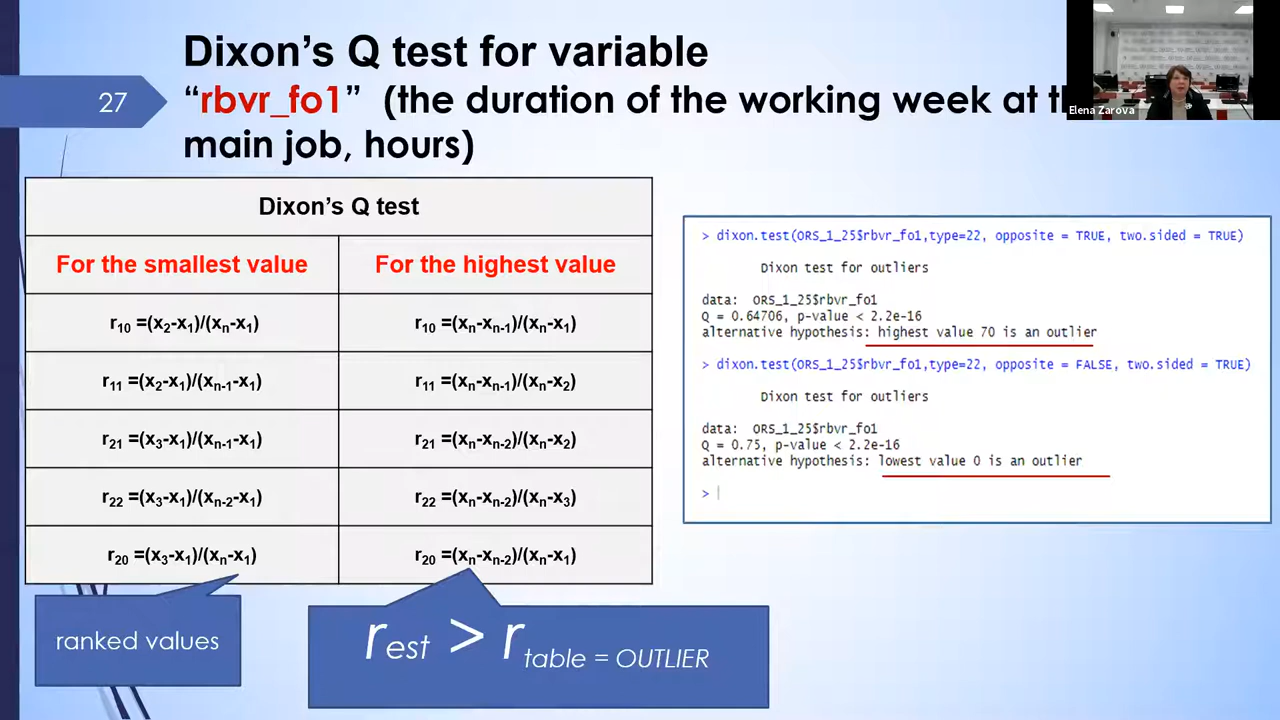 Dixon's Q test for variable
27
"rbvr_fo1" (the duration of the working week at
main job, hours)
Elena Zarova
Dixon's Q test
For the smallest value
For the highest value
r10 =(x2-x1)/(xn-x1)
r10 =(xn-xn-1)/(xn-x1)
r11 =(x2-x1)/(xn-1-x1)
r11 =(xn-xn-1)/(xn-x2)
r21 =(x3-x1)/(xn-1-x1)
r21 =(xn-xn-2)/(xn-x2)
r22 =(x3-x1)/(xn-2-x1)
r22 =(xn-xn-2)/(xn-x3)
r20 =(x3-x1)/(xn-x1)
r20 =(xn-xn-2)/(xn-x1)
ranked values
rest > rtable = OUTLIER
> dixon.test(ORS_1_25$rbvr_fo1,type=22, opposite = TRUE, two.sided = TRUE)
Dixon test for outliers
data: ORS_1_25$rbvr_fo1
Q = 0.64706, p-value < 2.2e-16
alternative hypothesis: highest value 70 is an outlier
> dixon.test(ORS_1_25$rbvr_fo1,type=22, opposite = FALSE, two.sided = TRUE)
Dixon test for outliers
data: ORS_1_25$rbvr_fo1
Q = 0.75, p-value < 2.2e-16
alternative hypothesis: lowest value 0 is an outlier
>